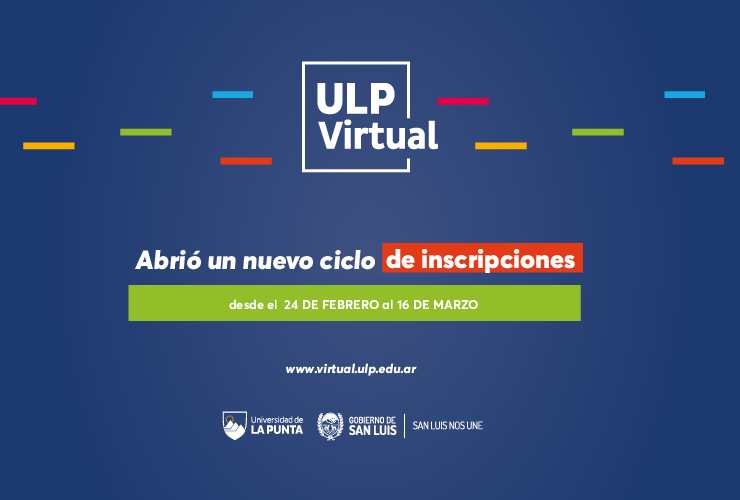 ULP
Virtual
Abrió un nuevo ciclo de inscripciones
desde el 24 DE FEBRERO al 16 DE MARZO
www.virtual.ulp.edu.ar
Universidad de
LA PUNTA
GOBIERNO DE
SAN LUIS
SAN LUIS NOS UNE